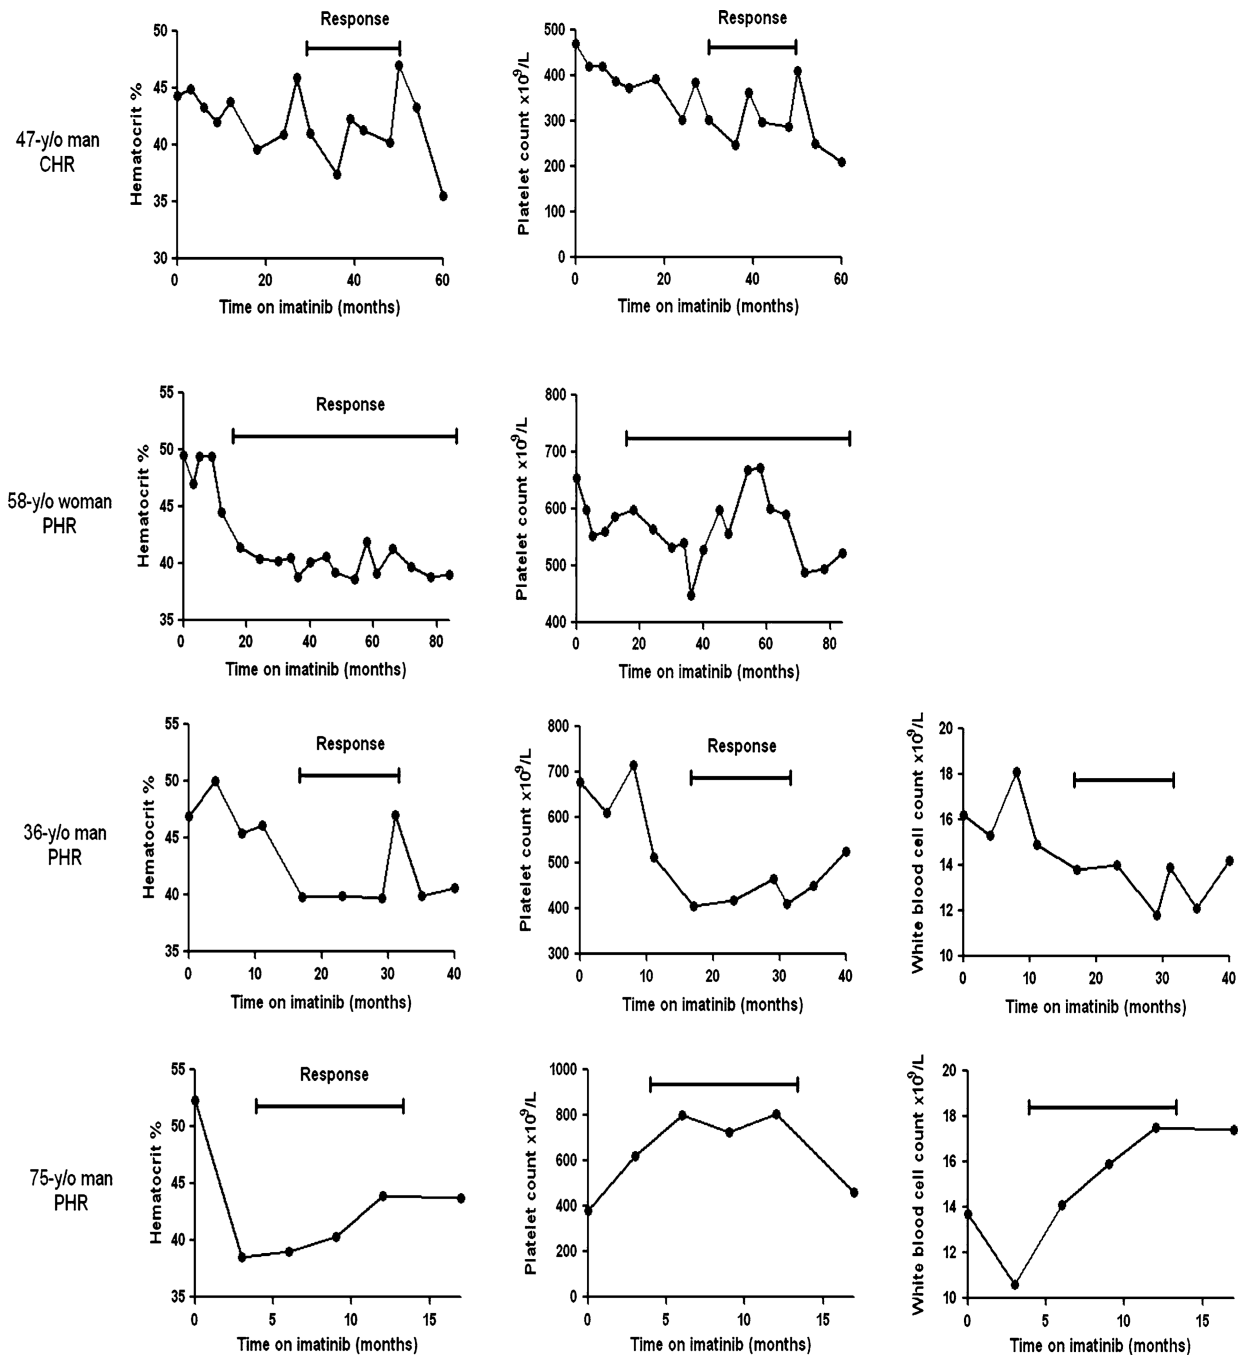 47-y/o man
CHR
Response
Hematocrit %
50
45
40
35
30
0 20 40 60
Time on imatinib (months)
Response
Platelet count x10⁹/L
500
400
300
200
100
0
0 20 40 60
Time on imatinib (months)
58-y/o woman
PHR
Response
Hematocrit %
55
50
45
40
35
0 20 40 60 80
Time on imatinib (months)
Platelet count x10⁹/L
800
700
600
500
400
0 20 40 60 80
Time on imatinib (months)
36-y/o man
PHR
Response
Hematocrit %
55
50
45
40
35
0 10 20 30 40
Time on imatinib (months)
Response
Platelet count x10⁹/L
800
700
600
500
400
300
0 10 20 30 40
Time on imatinib (months)
White blood cell count x10⁹/L
20
18
16
14
12
10
0 10 20 30 40
Time on imatinib (months)
75-y/o man
PHR
Response
Hematocrit %
55
50
45
40
35
0 5 10 15
Time on imatinib (months)
Platelet count x10⁹/L
1000
800
600
400
200
0
0 5 10 15
Time on imatinib (months)
White blood cell count x10⁹/L
20
18
16
14
12
10
0 5 10 15
Time on imatinib (months)